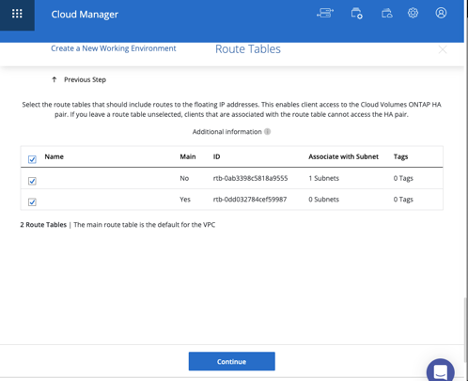 Cloud Manager
Create a New Working Environment
Route Tables
Previous Step
Select the route tables that should include routes to the floating IP addresses. This enables client access to the Cloud Volumes ONTAP HA
pair. If you leave a route table unselected, clients that are associated with the route table cannot access the HA pair.
Additional information
Name Main ID Associate with Subnet Tags
No rtb-0ab3398c5818a9555 1 Subnets 0 Tags
Yes rtb-0dd032784cef59987 0 Subnets 0 Tags
2 Route Tables | The main route table is the default for the VPC
Continue